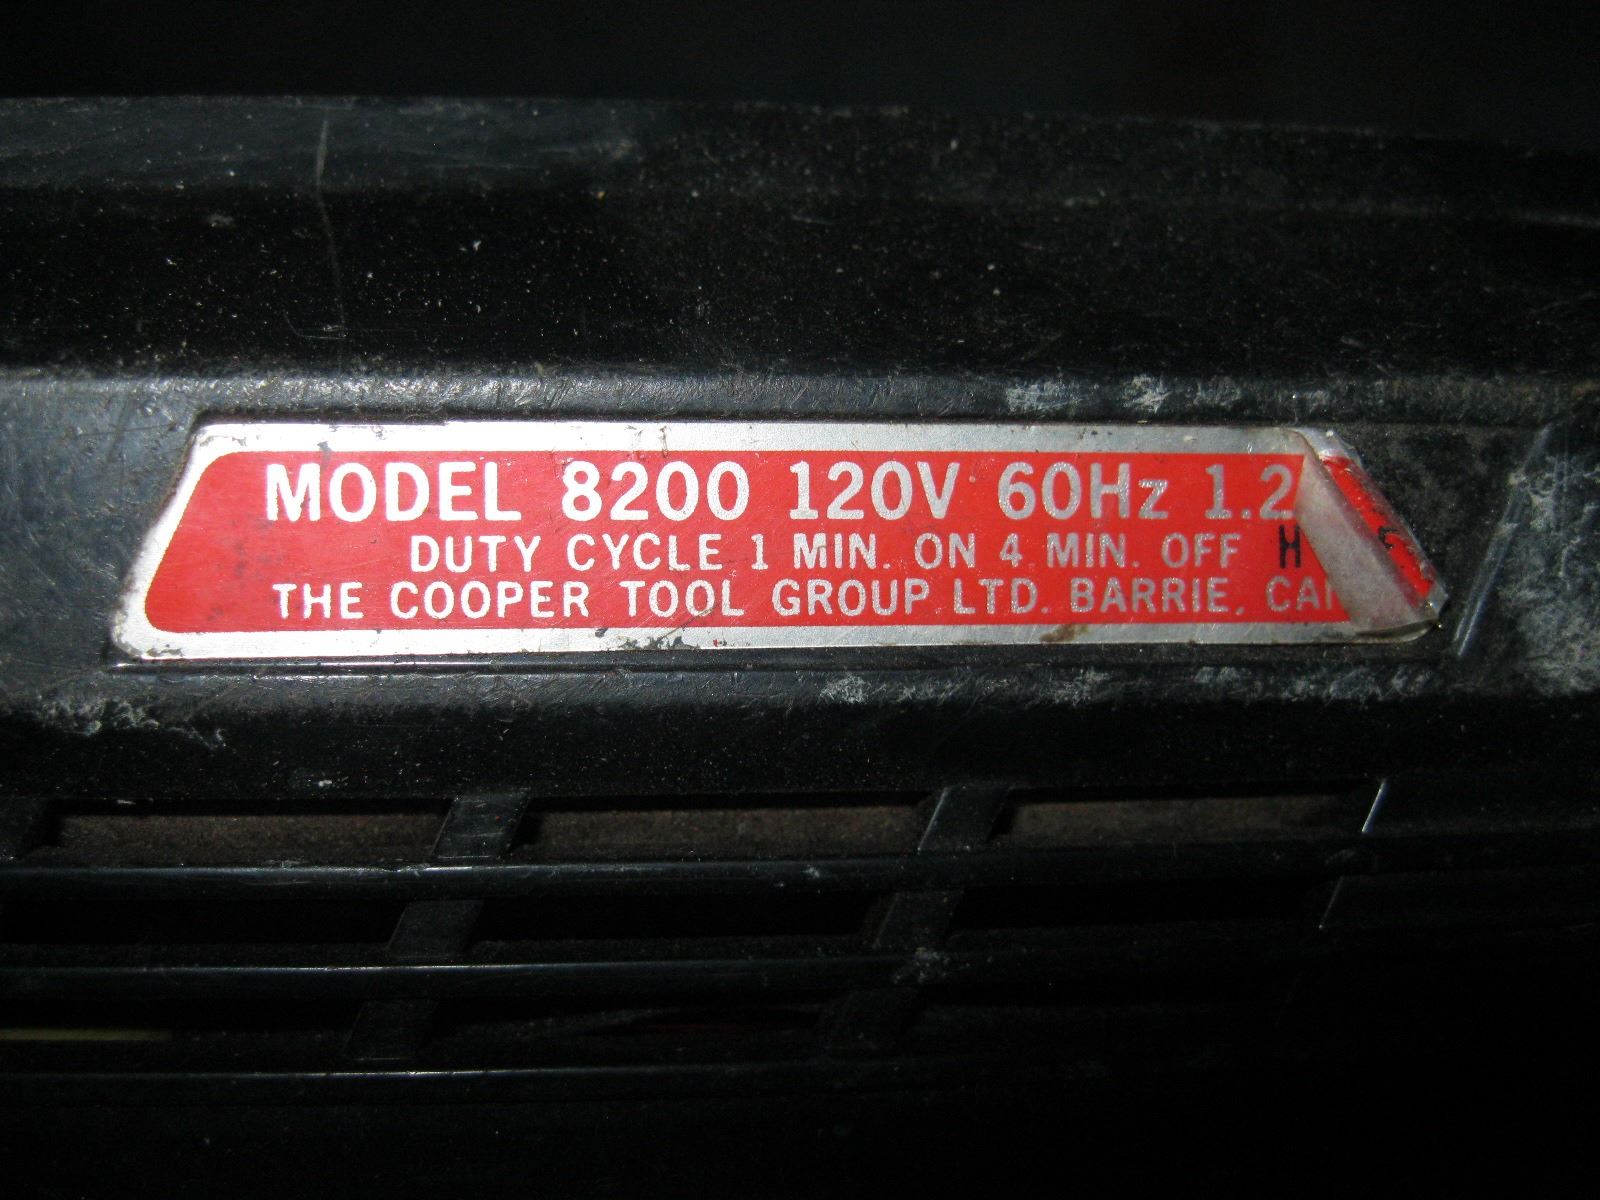 MODEL 8200 120V 60Hz 1.2
DUTY CYCLE 1 MIN. ON 4 MIN. OFF H
THE COOPER TOOL GROUP LTD. BARRIE,